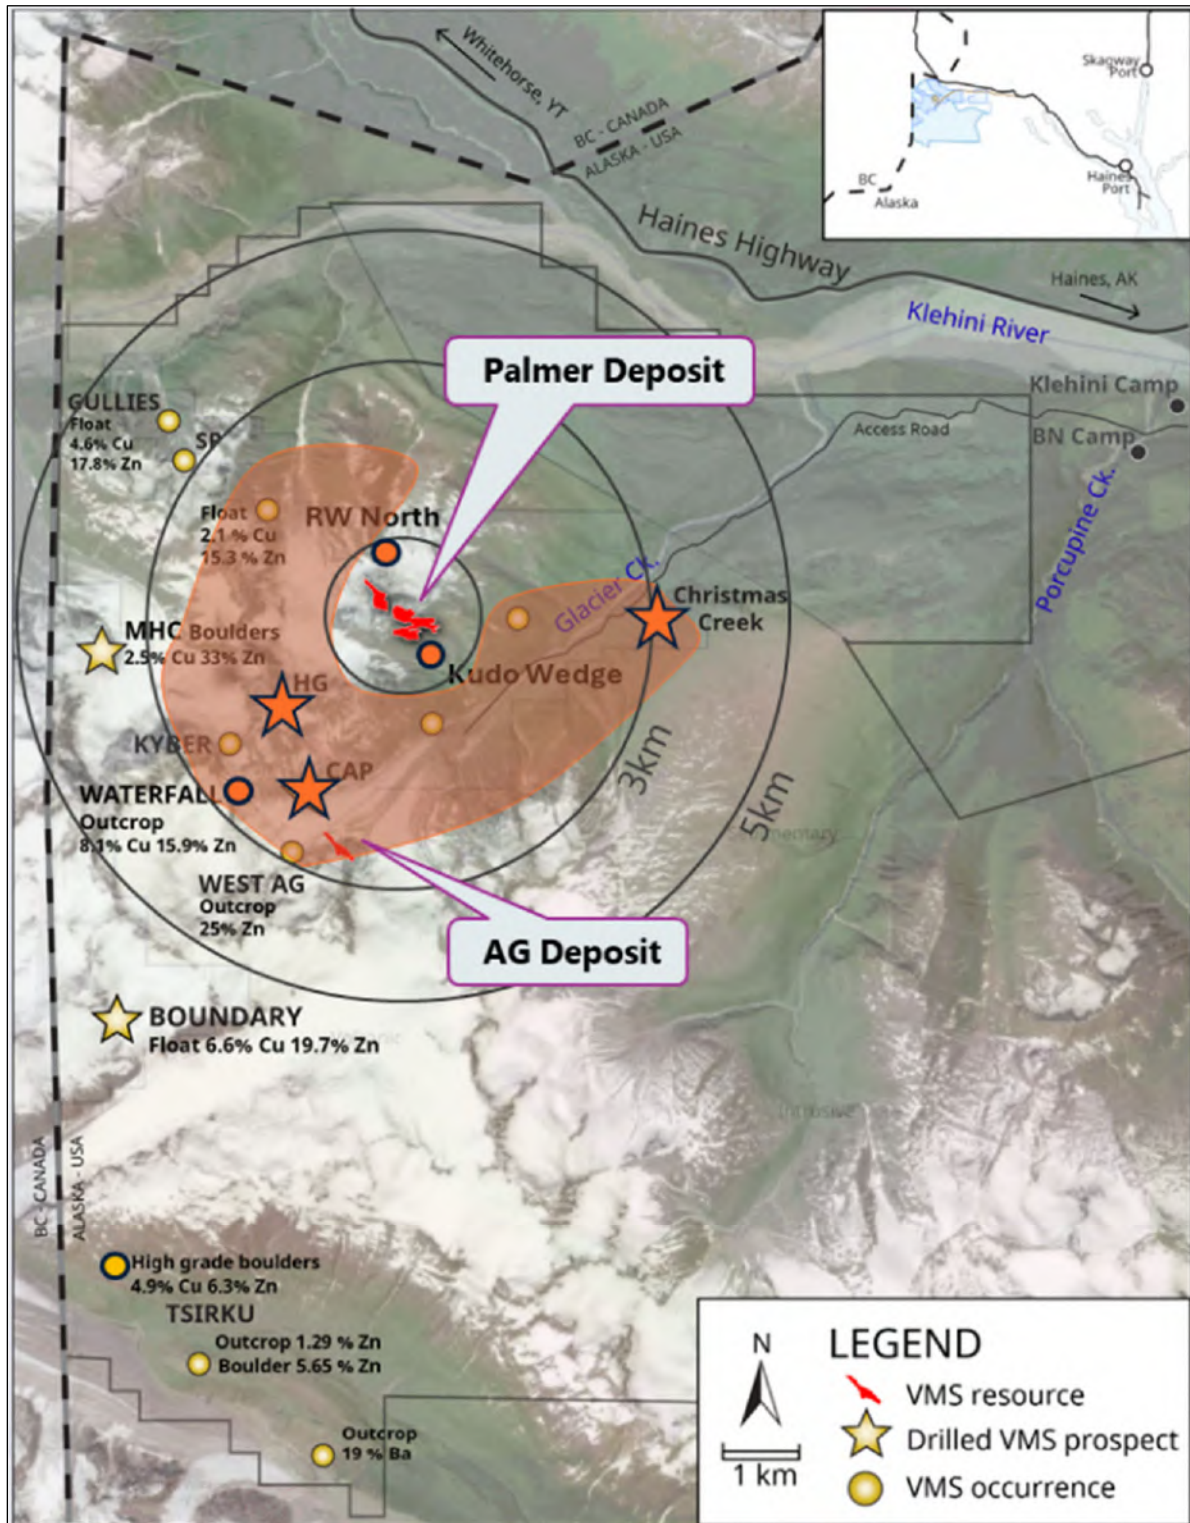 Whitehorse, YT
BC - CANADA
ALASKA - USA
Skagway
Port
Haines
Port
BC
Alaska
Haines Highway
Haines, AK
Klehini River
Palmer Deposit
Klehini Camp
GULLIES
Float
4.6% Cu
17.8% Zn
SP
Access Road
BN Camp
Float
2.1 % Cu
15.3 % Zn
RW North
Porcupine Ck.
Glacier Ck.
Christmas
Creek
MHC Boulders
2.5% Cu 33% Zn
Kudo Wedge
HG
KYBER
CAP
3km
5km
WATERFALL
Outcrop
8.1% Cu 15.9% Zn
WEST AG
Outcrop
25% Zn
AG Deposit
BOUNDARY
Float 6.6% Cu 19.7% Zn
Intrusive
BC - CANADA
ALASKA - USA
High grade boulders
4.9% Cu 6.3% Zn
TSIRKU
Outcrop 1.29 % Zn
Boulder 5.65 % Zn
Outcrop
19 % Ba
N
1 km
LEGEND
VMS resource
Drilled VMS prospect
VMS occurrence